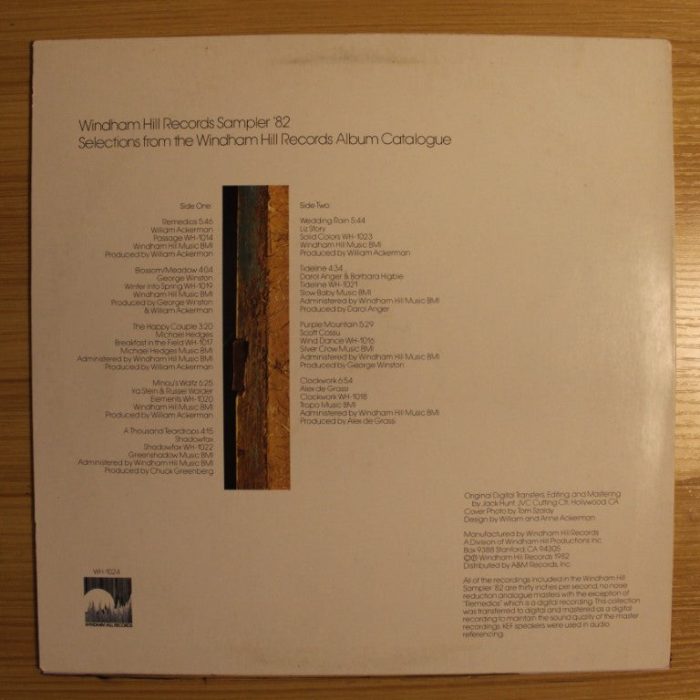 Windham Hill Records Sampler '82
Selections from the Windham Hill Records Album Catalogue
Side One:
Remedios 5:46
William Ackerman
Passage WH-1014
Windham Hill Music BMI
Produced by William Ackerman
Blossom/Meadow 4:04
George Winston
Winter into Spring WH-1019
Windham Hill Music BMI
Produced by George Winston
& William Ackerman
The Happy Couple 3:20
Michael Hedges
Breakfast in the Field WH-1017
Michael Hedges Music BMI
Administered by Windham Hill Music BMI
Produced by William Ackerman
Minou's Waltz 6:25
Ira Stein & Russel Walder
Elements WH-1020
Windham Hill Music BMI
Produced by William Ackerman
A Thousand Teardrops 4:15
Shadowfax
Shadowfax WH-1022
Greenshadow Music BMI
Administered by Windham Hill Music BMI
Produced by Chuck Greenberg
Side Two:
Wedding Rain 5:44
Liz Story
Solid Colors WH-1023
Windham Hill Music BMI
Produced by William Ackerman
Tideline 4:34
Darol Anger & Barbara Higbie
Tideline WH-1021
Slow Baby Music BMI
Administered by Windham Hill Music BMI
Produced by Darol Anger
Purple Mountain 5:29
Scott Cossu
Wind Dance WH-1016
Silver Crow Music BMI
Administered by Windham Hill Music BMI
Produced by George Winston
Clockwork 6:54
Alex de Grassi
Clockwork WH-1018
Tropo Music BMI
Administered by Windham Hill Music BMI
Produced by Alex de Grassi
Original Digital Transfers, Editing, and Mastering
by Jack Hunt, JVC Cutting Ctr., Hollywood, CA
Cover Photo by Tom
Design by William and Anne Ackerman
Manufactured by Windham Hill Records
A Division of Windham Hill Productions Inc.
Box 9388 Stanford, CA 94305
©℗ Windham Hill Records 1982
Distributed by A&M Records, Inc.
All of the recordings included in the Windham Hill
Sampler '82 are thirty inches per second, no noise
reduction analogue masters with the exception of
"Remedios" which is a digital recording. This collection
was transferred to digital and mastered as a digital
recording to maintain the sound quality of the master
recordings. KEF speakers were used in audio
referencing.
WH-1024
WINDHAM HILL RECORDS